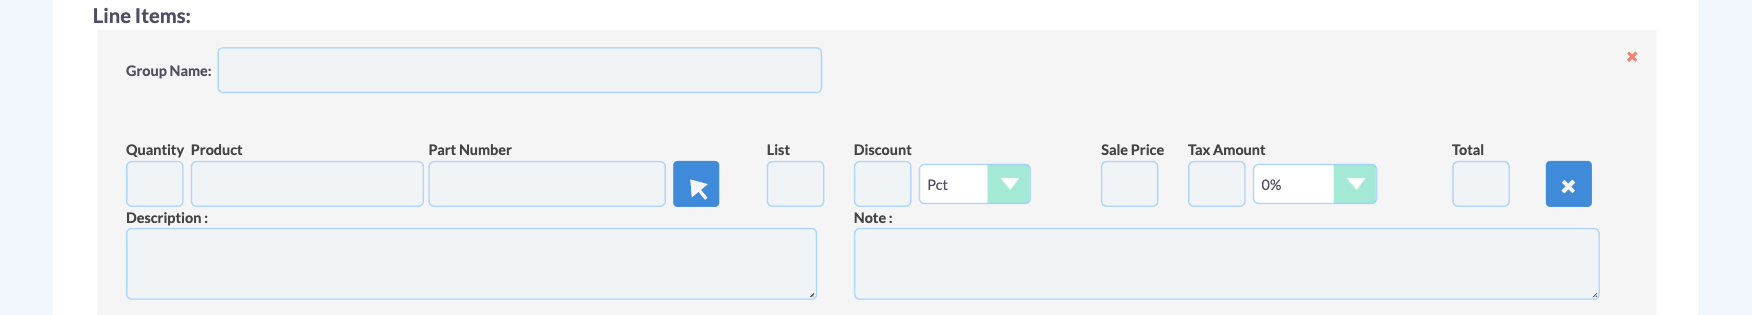 Line Items:
Group Name:
Quantity Product Part Number List Discount Sale Price Tax Amount Total
Pct 0%
Description :
Note :